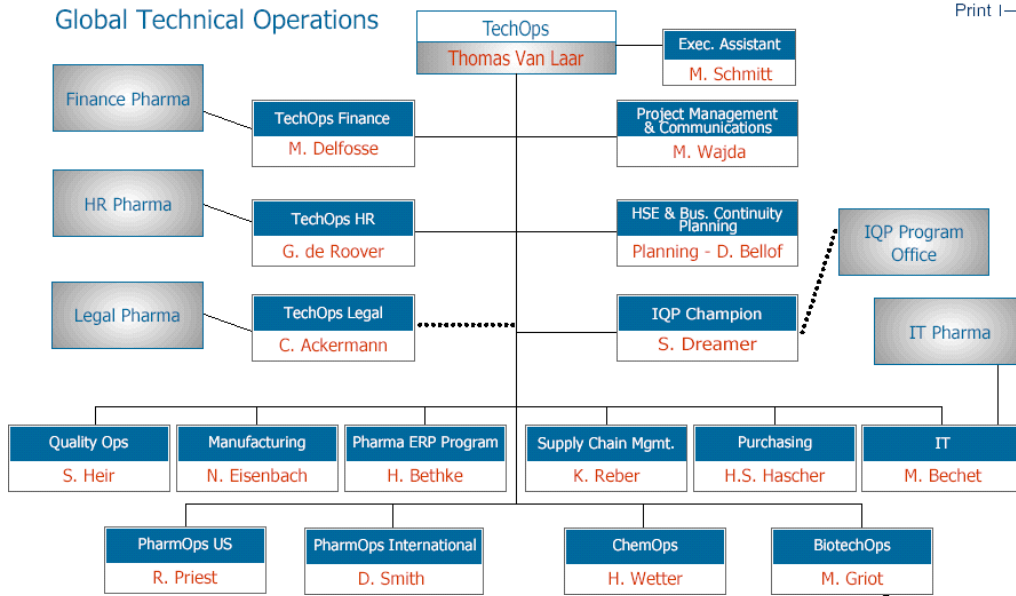 Global Technical Operations
Print
TechOps
Thomas Van Laar
Exec. Assistant
M. Schmitt
Finance Pharma
TechOps Finance
M. Delfosse
Project Management
& Communications
M. Wajda
HR Pharma
TechOps HR
G. de Roover
HSE & Bus. Continuity
Planning
Planning - D. Bellof
IQP Program
Office
Legal Pharma
TechOps Legal
C. Ackermann
IQP Champion
S. Dreamer
IT Pharma
Quality Ops
S. Heir
Manufacturing
N. Eisenbach
Pharma ERP Program
H. Bethke
Supply Chain Mgmt.
K. Reber
Purchasing
H.S. Hascher
IT
M. Bechet
PharmOps US
R. Priest
PharmOps International
D. Smith
ChemOps
H. Wetter
BiotechOps
M. Griot